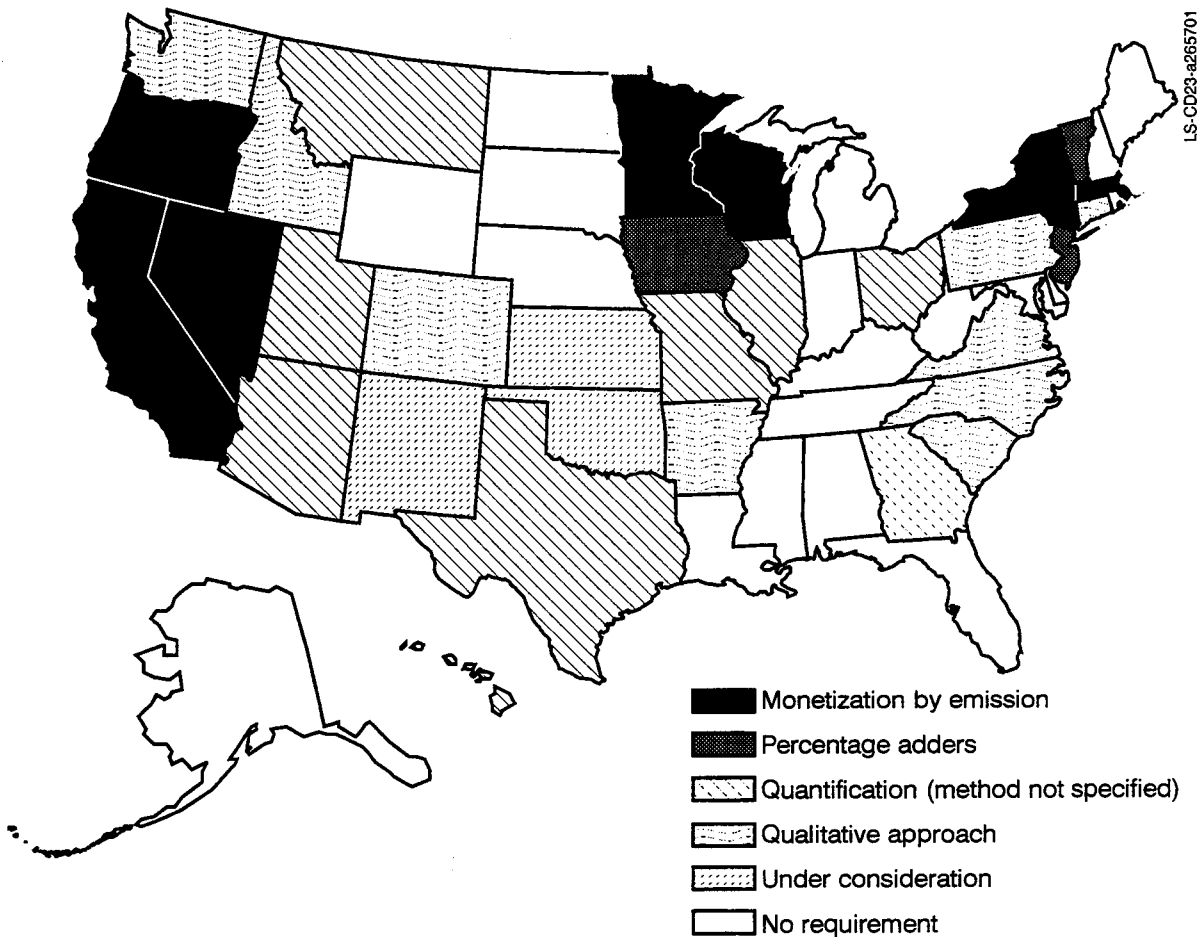 LS-CD23-a265701
Monetization by emission
Percentage adders
Quantification (method not specified)
Qualitative approach
Under consideration
No requirement